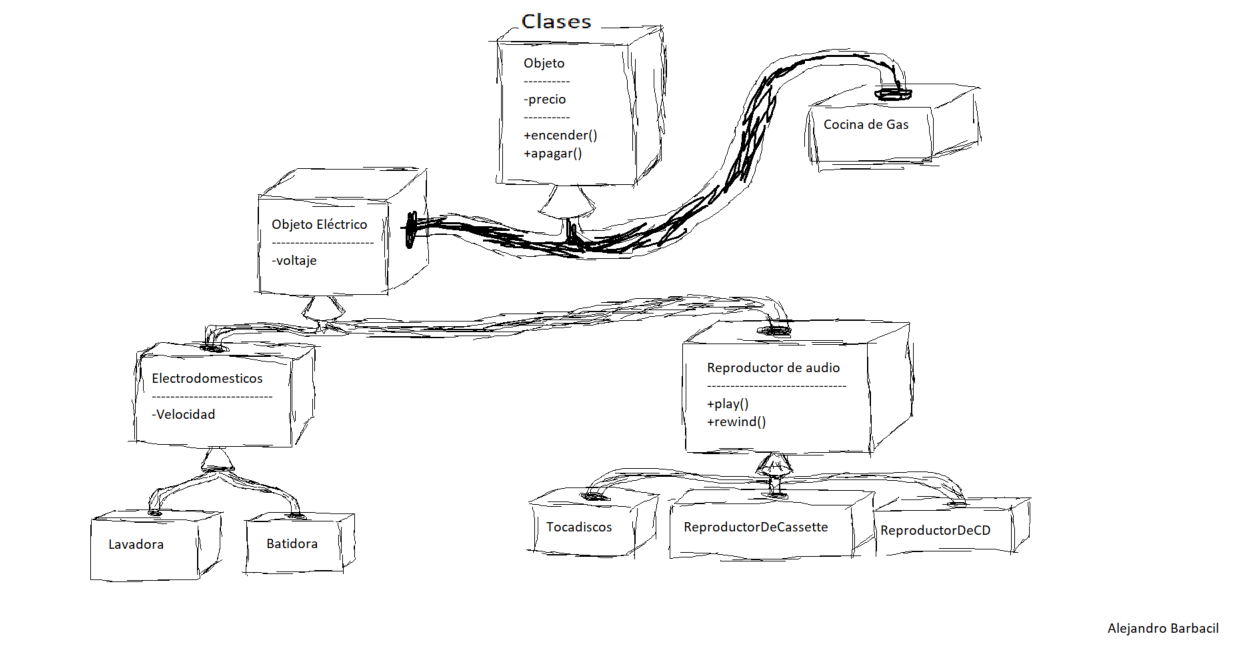 Clases
Objeto
----------
-precio
----------
+encender()
+apagar()
Cocina de Gas
Objeto Eléctrico
----------------------
-voltaje
Electrodomesticos
--------------------------
-Velocidad
Reproductor de audio
------------------------------
+play()
+rewind()
Lavadora
Batidora
Tocadiscos
ReproductorDeCassette
ReproductorDeCD
Alejandro Barbacil